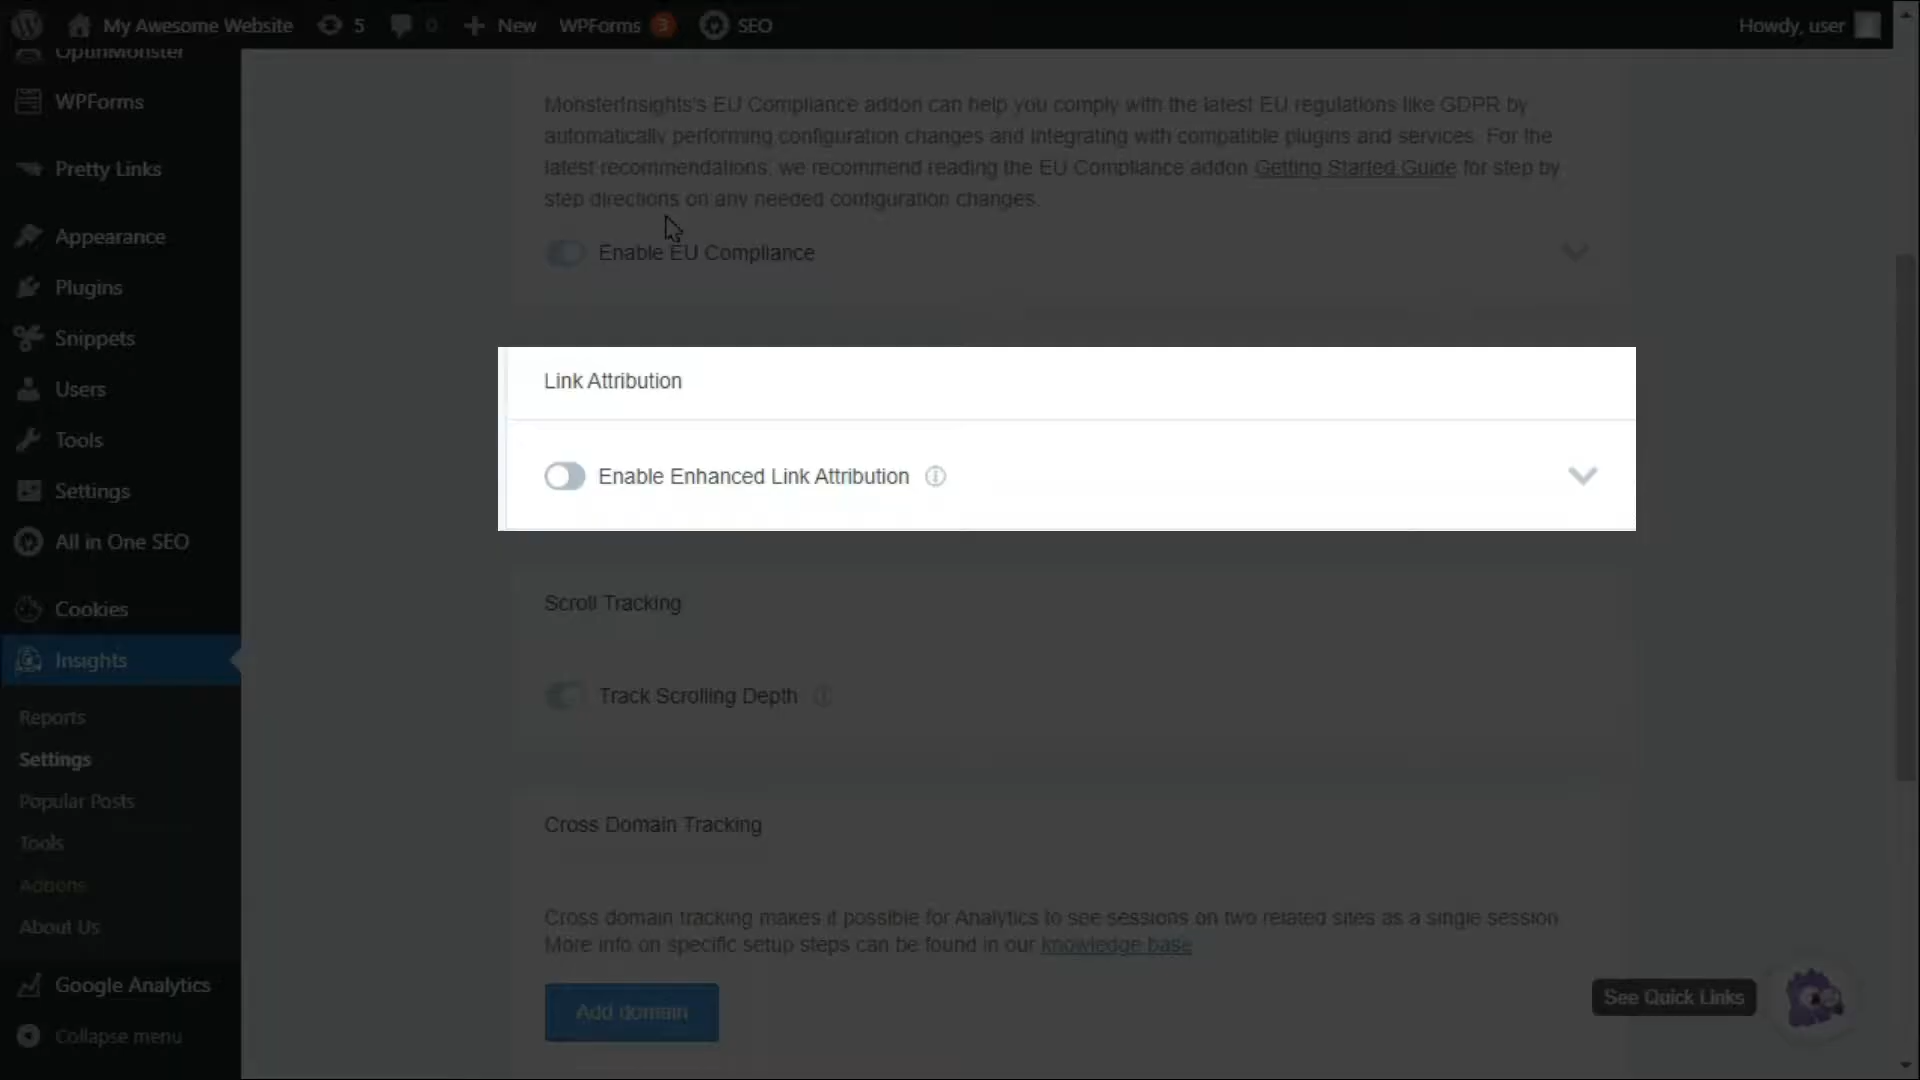 My Awesome Website
5
0
New
WPForms
3
SEO
Howdy, user
OptinMonster
WPForms
Pretty Links
Appearance
Plugins
Snippets
Users
Tools
Settings
All in One SEO
Cookies
Insights
Reports
Settings
Popular Posts
Tools
Addons
About Us
Google Analytics
Collapse menu
MonsterInsights's EU Compliance addon can help you comply with the latest EU regulations like GDPR by
automatically performing configuration changes and integrating with compatible plugins and services. For the
latest recommendations, we recommend reading the EU Compliance addon Getting Started Guide for step by
step directions on any needed configuration changes.
Enable EU Compliance
Link Attribution
Enable Enhanced Link Attribution
Scroll Tracking
Track Scrolling Depth
Cross Domain Tracking
Cross domain tracking makes it possible for Analytics to see sessions on two related sites as a single session
More info on specific setup steps can be found in our knowledge base
Add domain
See Quick Links